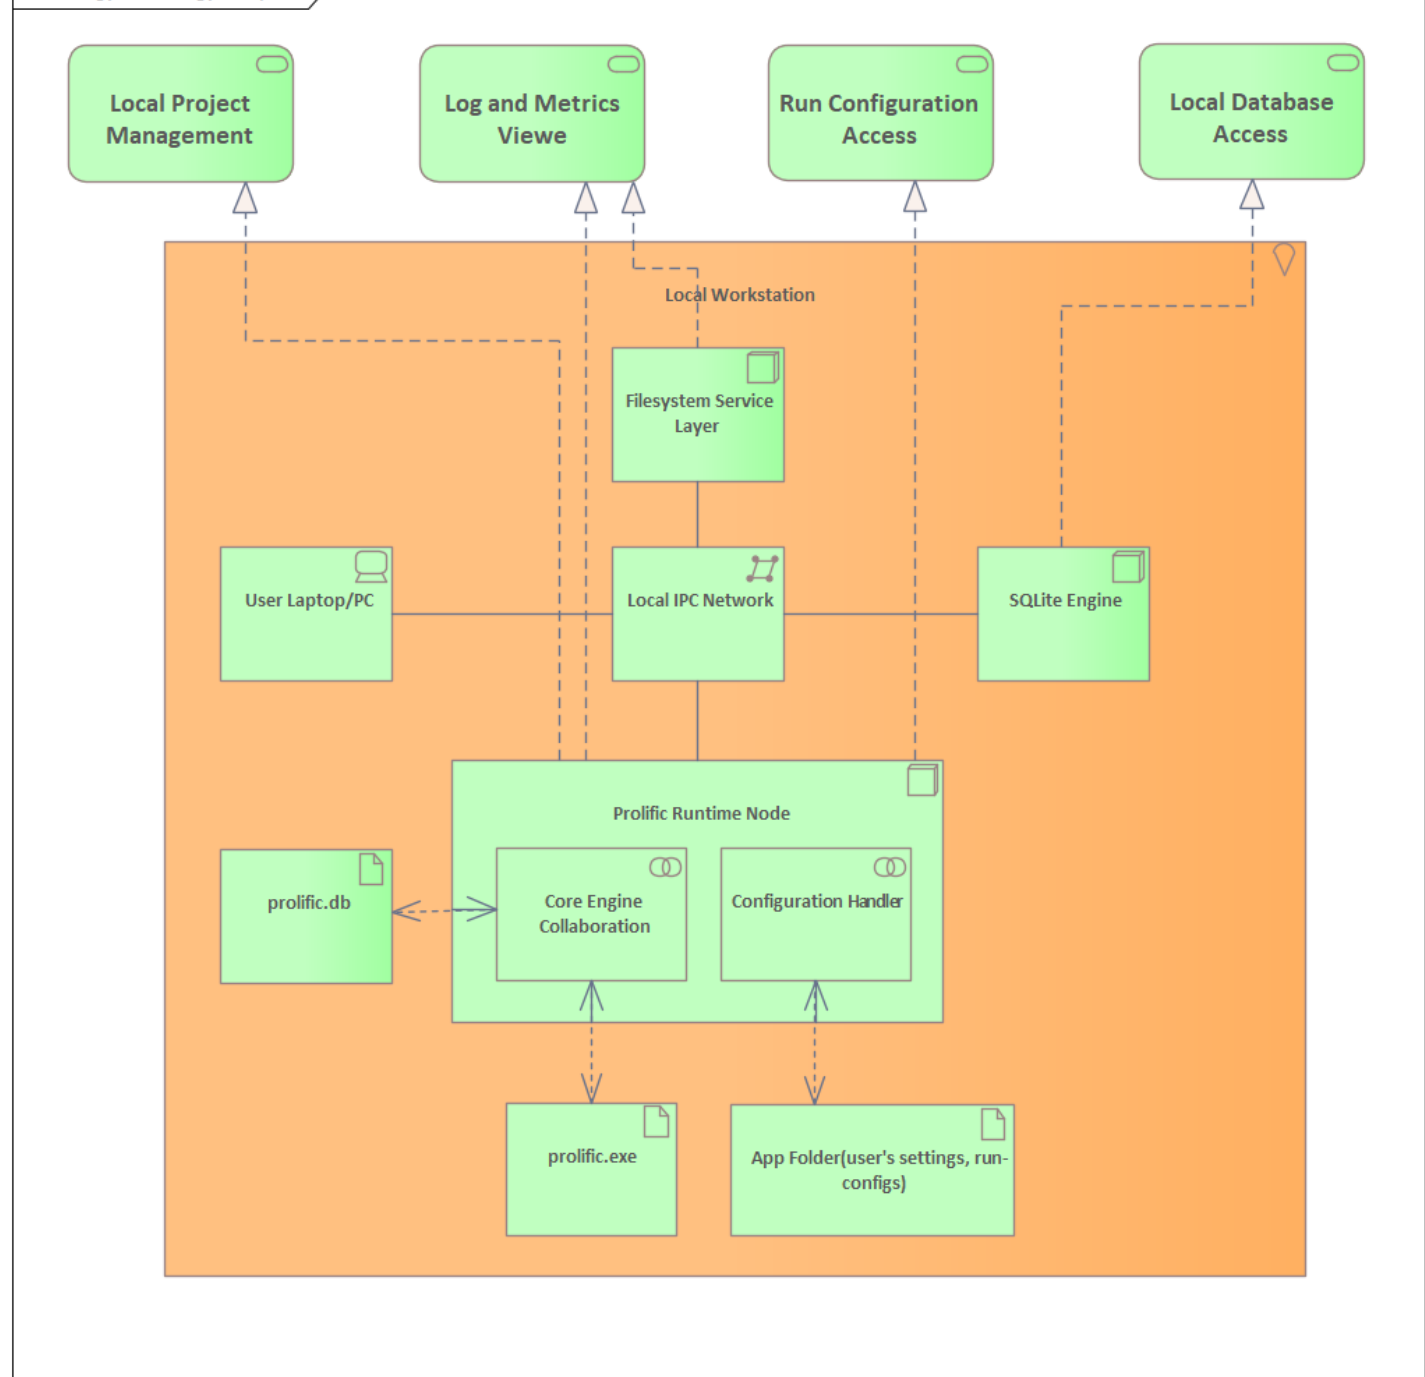 Local Project
Management
Log and Metrics
Viewe
Run Configuration
Access
Local Database
Access
Local Workstation
Filesystem Service
Layer
User Laptop/PC
Local IPC Network
SQLite Engine
Prolific Runtime Node
prolific.db
Core Engine
Collaboration
Configuration Handler
prolific.exe
App Folder(user's settings, run-
configs)